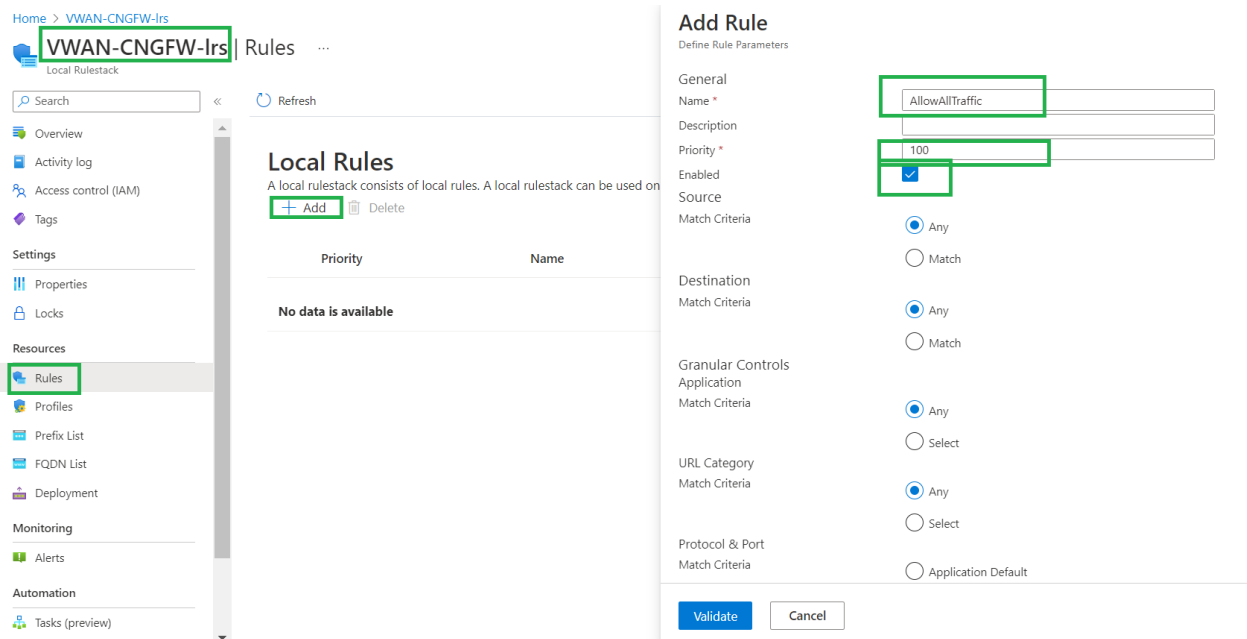 Home > VWAN-CNGFW-lrs
VWAN-CNGFW-lrs | Rules ...
Local Rulestack
Search «
Overview
Activity log
Access control (IAM)
Tags
Settings
Properties
Locks
Resources
Rules
Profiles
Prefix List
FQDN List
Deployment
Monitoring
Alerts
Automation
Tasks (preview)
Refresh
Local Rules
A local rulestack consists of local rules. A local rulestack can be used on
+ Add Delete
Priority Name
No data is available
Add Rule
Define Rule Parameters
General
Name * AllowAllTraffic
Description
Priority * 100
Enabled
Source
Match Criteria Any
Match
Destination
Match Criteria Any
Match
Granular Controls
Application
Match Criteria Any
Select
URL Category
Match Criteria Any
Select
Protocol & Port
Match Criteria Application Default
Validate Cancel